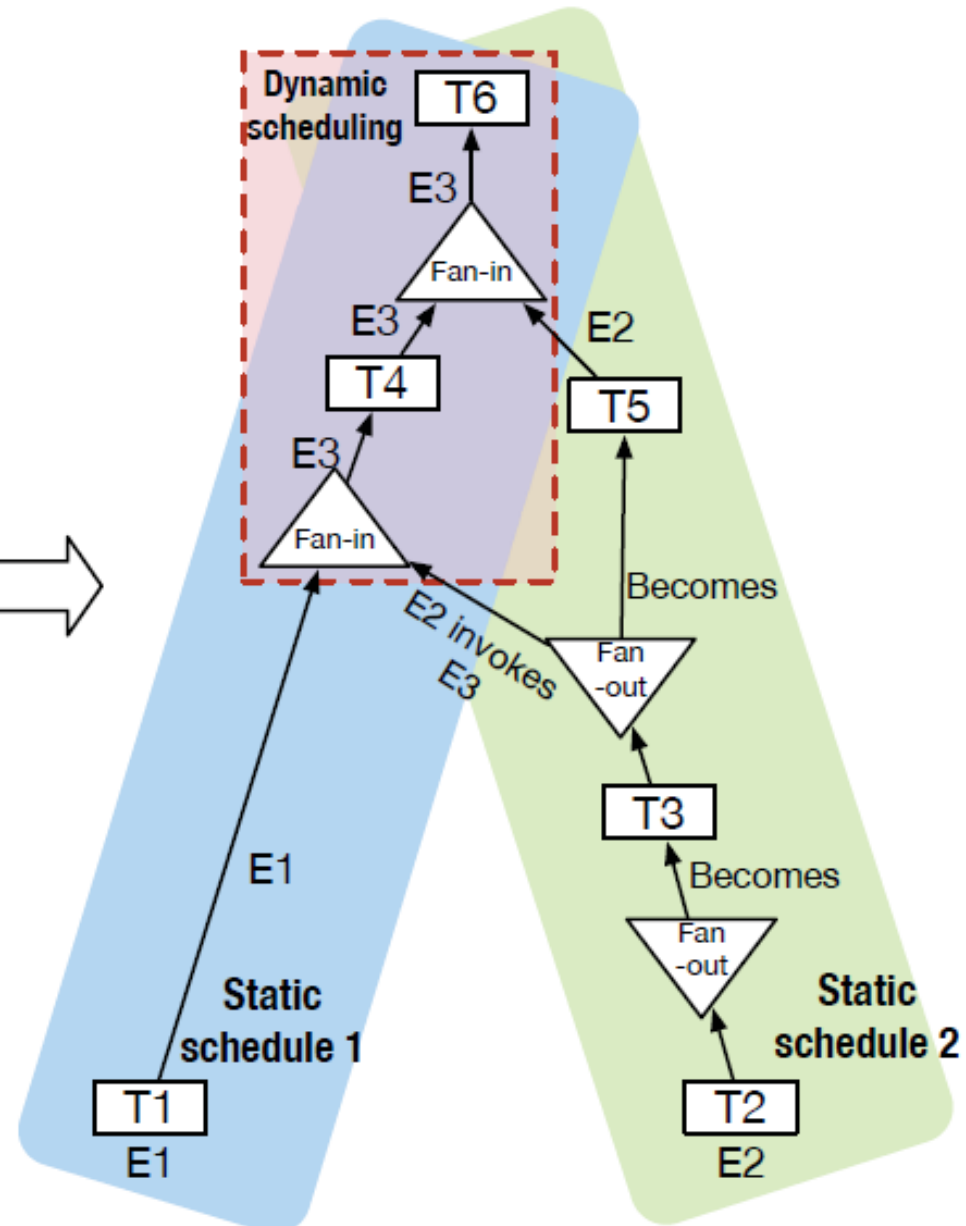 Dynamic
scheduling
T6
E3
Fan-in
E3
E2
T4
T5
E3
Fan-in
Becomes
E2 invokes
E3
Fan
-out
T3
E1
Becomes
Fan
-out
Static
schedule 1
Static
schedule 2
T1
T2
E1
E2